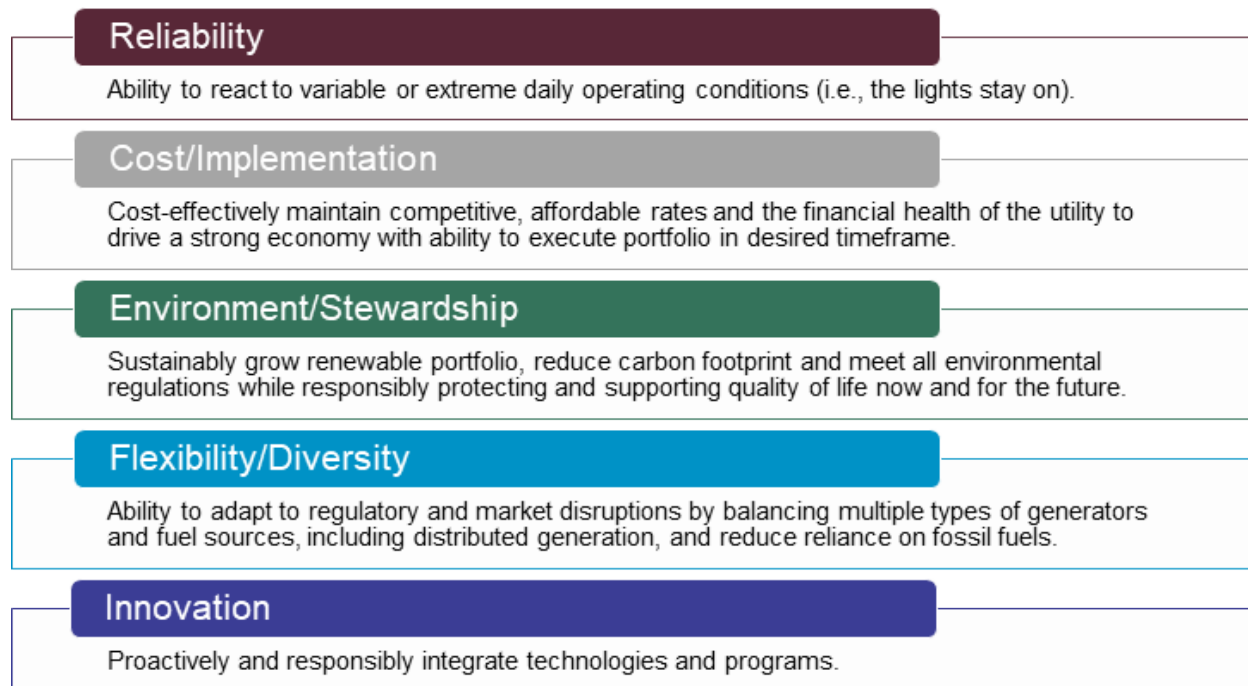 Reliability
Ability to react to variable or extreme daily operating conditions (i.e., the lights stay on).
Cost/Implementation
Cost-effectively maintain competitive, affordable rates and the financial health of the utility to
drive a strong economy with ability to execute portfolio in desired timeframe.
Environment/Stewardship
Sustainably grow renewable portfolio, reduce carbon footprint and meet all environmental
regulations while responsibly protecting and supporting quality of life now and for the future.
Flexibility/Diversity
Ability to adapt to regulatory and market disruptions by balancing multiple types of generators
and fuel sources, including distributed generation, and reduce reliance on fossil fuels.
Innovation
Proactively and responsibly integrate technologies and programs.